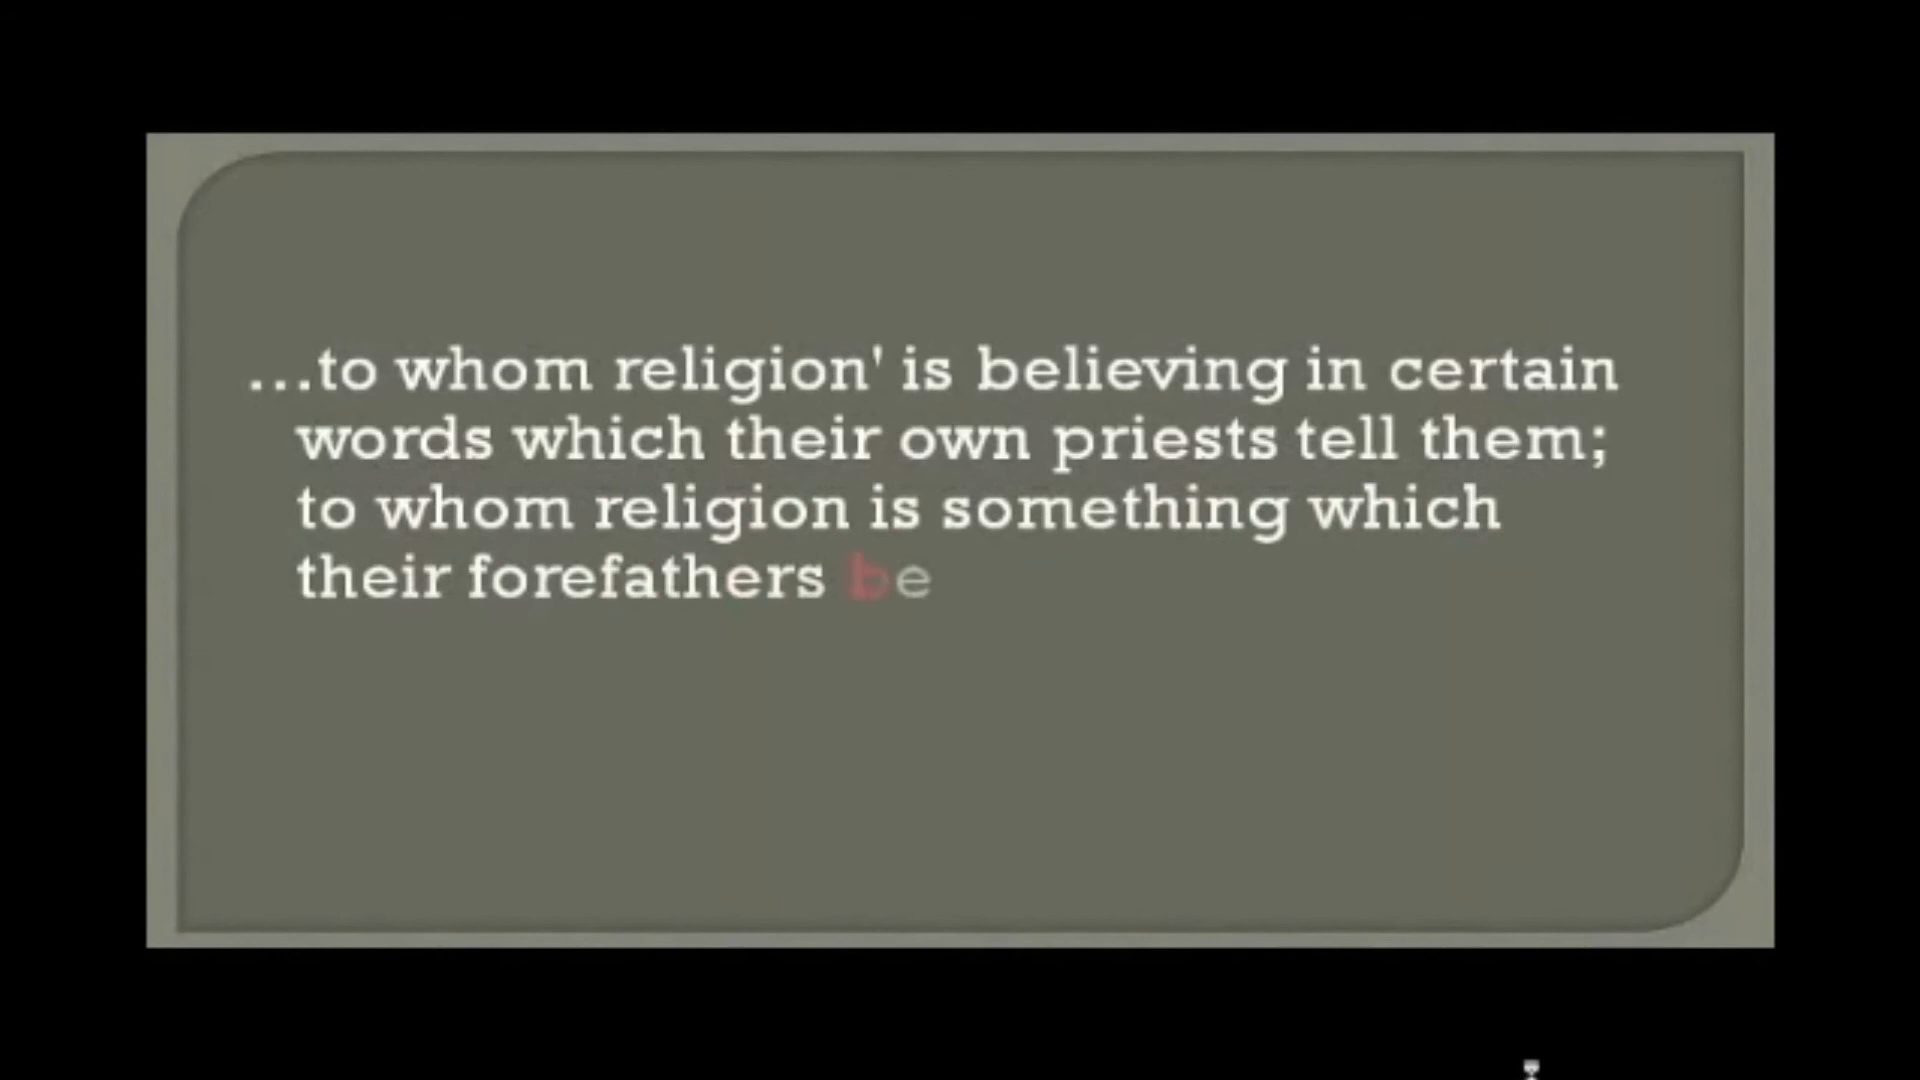 ...to whom religion' is believing in certain
words which their own priests tell them;
to whom religion is something which
their forefathers be